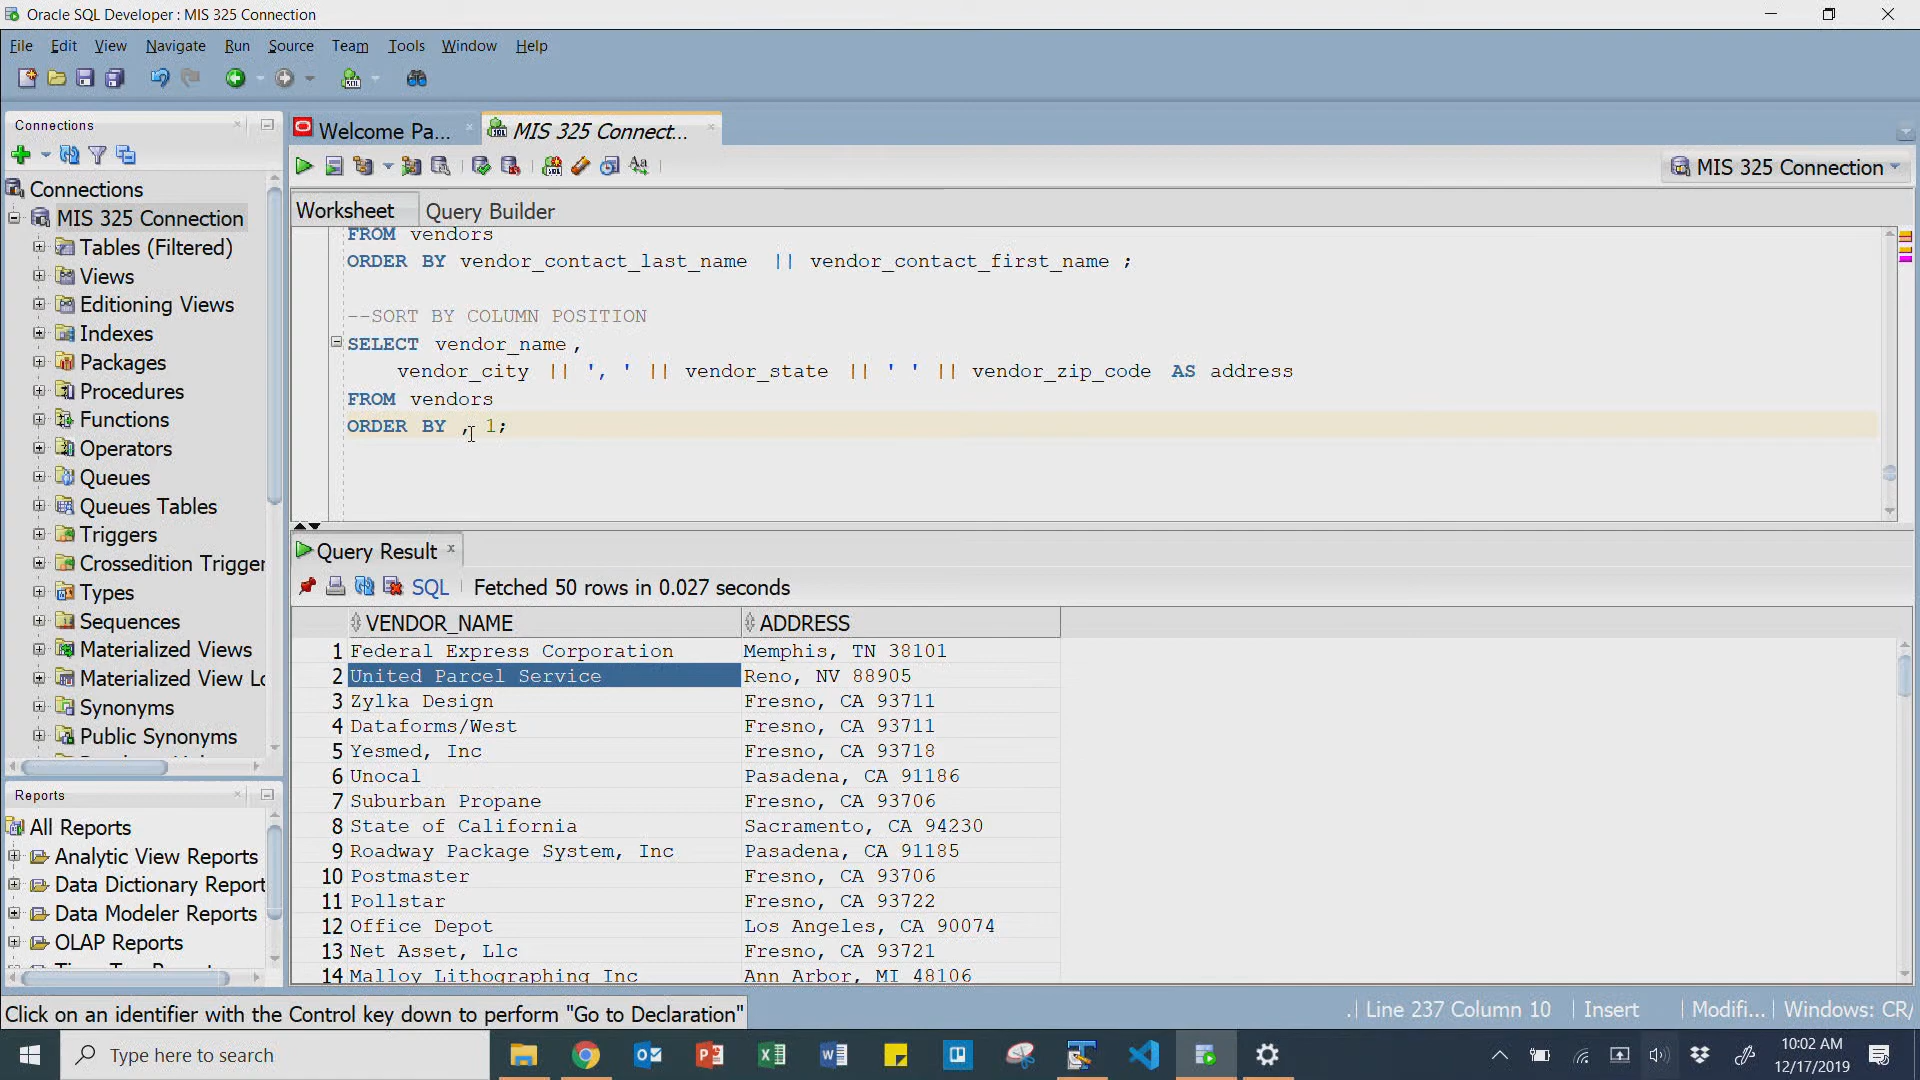 Oracle SQL Developer : MIS 325 Connection
File Edit View Navigate Run Source Team Tools Window Help
Connections
Welcome Pa...
MIS 325 Connect...
MIS 325 Connection
Worksheet Query Builder
Connections
MIS 325 Connection
Tables (Filtered)
Views
Editioning Views
Indexes
Packages
Procedures
Functions
Operators
Queues
Queues Tables
Triggers
Crossedition Trigger
Types
Sequences
Materialized Views
Materialized View Lo
Synonyms
Public Synonyms
FROM vendors
ORDER BY vendor_contact_last_name || vendor_contact_first_name ;
--SORT BY COLUMN POSITION
SELECT vendor_name,
vendor_city || ', ' || vendor_state || ' ' || vendor_zip_code AS address
FROM vendors
ORDER BY , 1;
Query Result
SQL Fetched 50 rows in 0.027 seconds
VENDOR_NAME ADDRESS
1 Federal Express Corporation Memphis, TN 38101
2 United Parcel Service Reno, NV 88905
3 Zylka Design Fresno, CA 93711
4 Dataforms/West Fresno, CA 93711
5 Yesmed, Inc Fresno, CA 93718
6 Unocal Pasadena, CA 91186
7 Suburban Propane Fresno, CA 93706
8 State of California Sacramento, CA 94230
9 Roadway Package System, Inc Pasadena, CA 91185
10 Postmaster Fresno, CA 93706
11 Pollstar Fresno, CA 93722
12 Office Depot Los Angeles, CA 90074
13 Net Asset, Llc Fresno, CA 93721
14 Malloy Lithographing Inc Ann Arbor, MI 48106
Reports
All Reports
Analytic View Reports
Data Dictionary Report
Data Modeler Reports
OLAP Reports
Click on an identifier with the Control key down to perform "Go to Declaration"
Line 237 Column 10 Insert Modifi... Windows: CR/
Type here to search
10:02 AM
12/17/2019